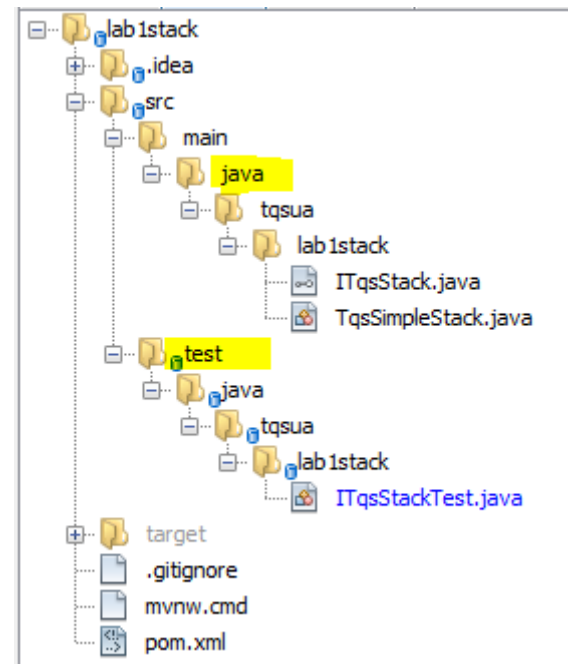 lab1stack
.idea
src
main
java
tqsua
lab1stack
ITqsStack.java
TqsSimpleStack.java
test
java
tqsua
lab1stack
ITqsStackTest.java
target
.gitignore
mvnw.cmd
pom.xml